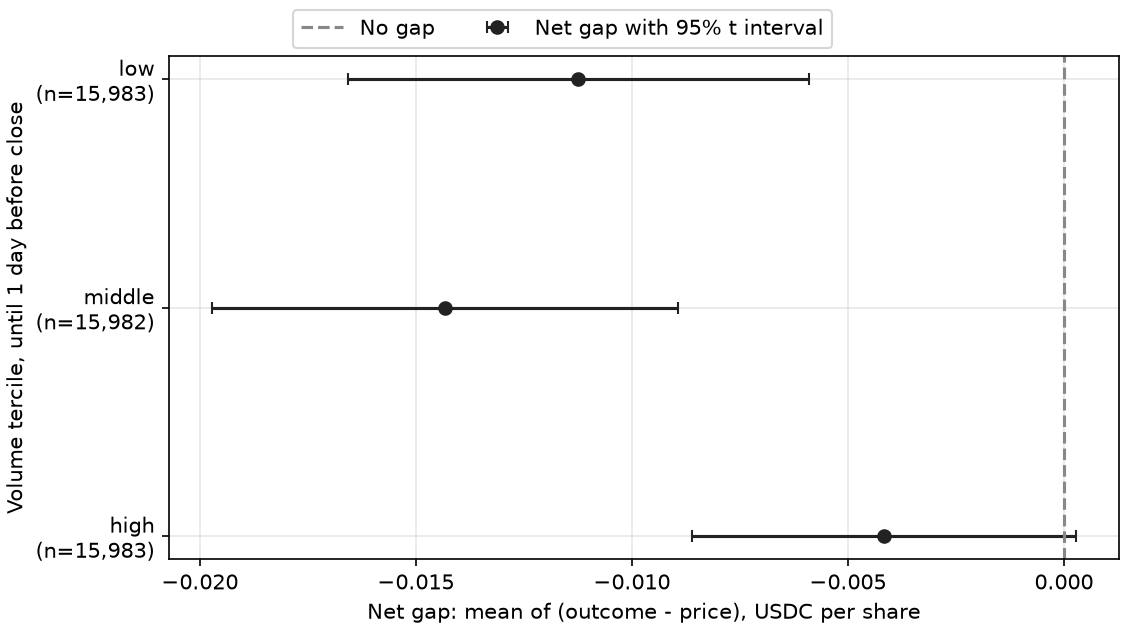 No gap
Net gap with 95% t interval
Volume tercile, until 1 day before close
low
(n=15,983)
middle
(n=15,982)
high
(n=15,983)
−0.020
−0.015
−0.010
−0.005
0.000
Net gap: mean of (outcome - price), USDC per share